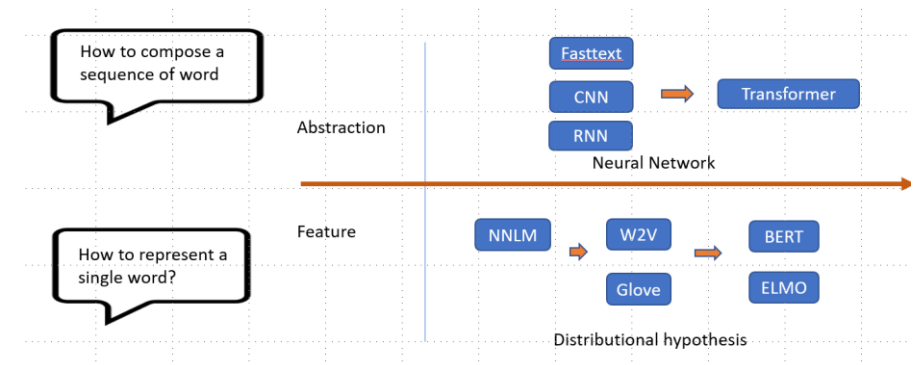 How to compose a
sequence of word
Fasttext
CNN
Transformer
RNN
Abstraction
Neural Network
Feature
NNLM
W2V
BERT
How to represent a
single word?
Glove
ELMO
Distributional hypothesis